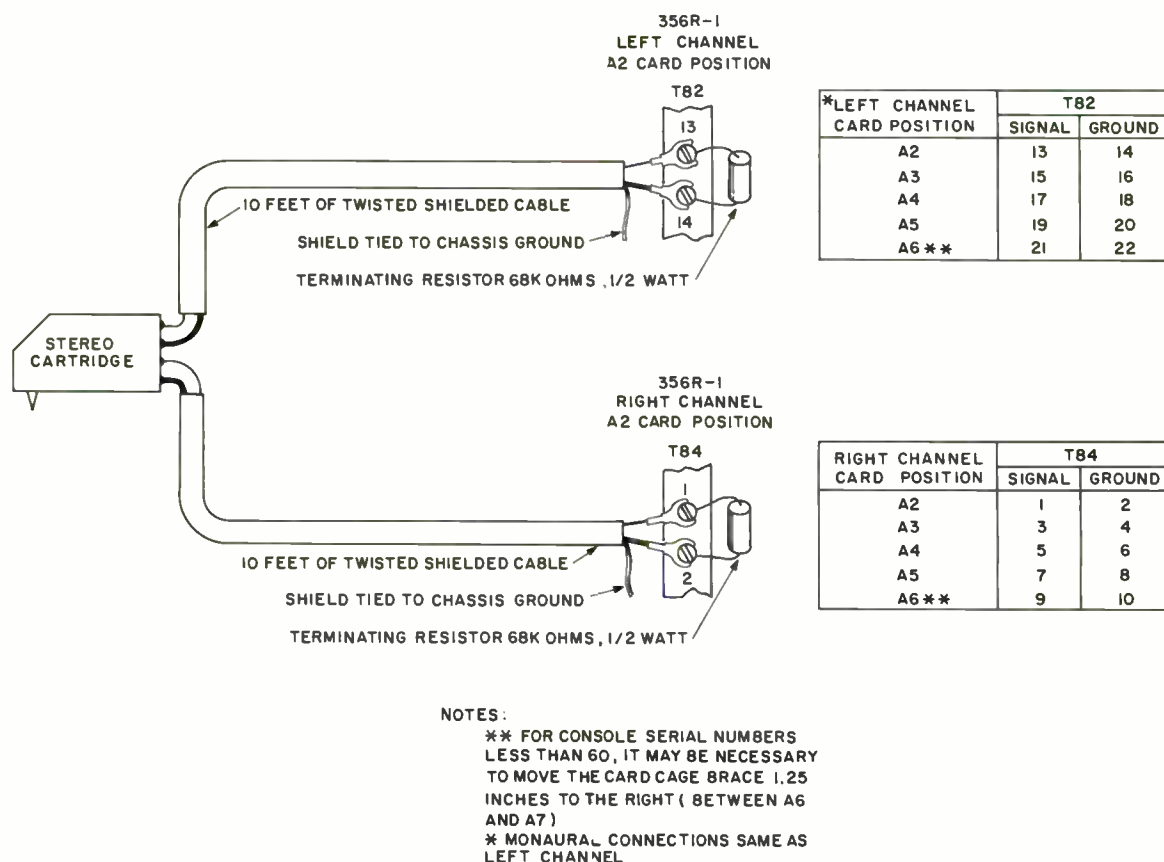 356R-1
LEFT CHANNEL
A2 CARD POSITION
T82
13
14
10 FEET OF TWISTED SHIELDED CABLE
SHIELD TIED TO CHASSIS GROUND
TERMINATING RESISTOR 68K OHMS, 1/2 WATT
*LEFT CHANNEL CARD POSITION T82
SIGNAL GROUND
A2 13 14
A3 15 16
A4 17 18
A5 19 20
A6** 21 22
STEREO
CARTRIDGE
356R-1
RIGHT CHANNEL
A2 CARD POSITION
T84
1
2
10 FEET OF TWISTED SHIELDED CABLE
SHIELD TIED TO CHASSIS GROUND
TERMINATING RESISTOR 68K OHMS, 1/2 WATT
RIGHT CHANNEL CARD POSITION T84
SIGNAL GROUND
A2 1 2
A3 3 4
A4 5 6
A5 7 8
A6** 9 10
NOTES:
** FOR CONSOLE SERIAL NUMBERS
LESS THAN 60, IT MAY BE NECESSARY
TO MOVE THE CARD CAGE BRACE 1.25
INCHES TO THE RIGHT (BETWEEN A6
AND A7)
* MONAURAL CONNECTIONS SAME AS
LEFT CHANNEL